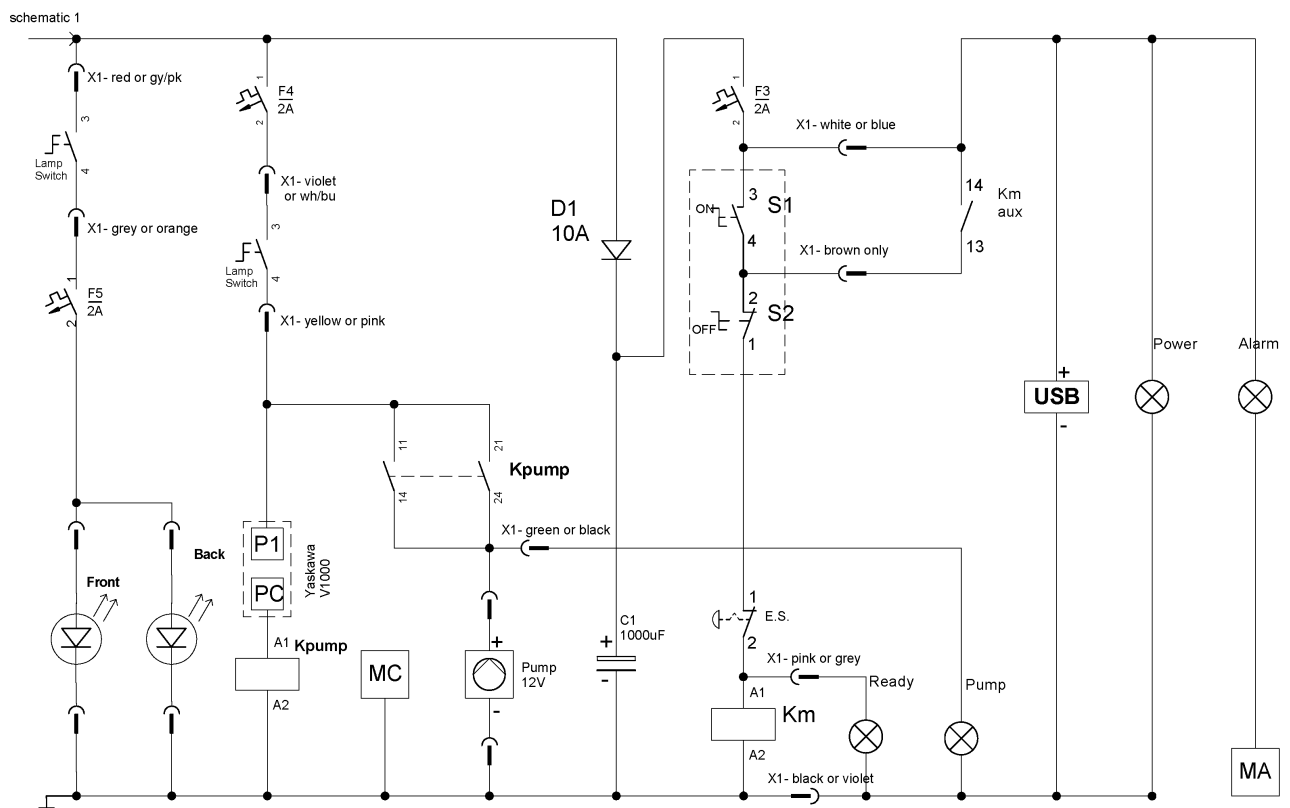 schematic 1
X1- red or gy/pk
3
Lamp
Switch
4
X1- grey or orange
1
F5
2A
2
Front
Back
1
F4
2A
2
X1- violet
or wh/bu
3
Lamp
Switch
4
X1- yellow or pink
P1
PC
Yaskawa
V1000
A1
Kpump
A2
MC
11
14
21
24
Kpump
X1- green or black
+
Pump
12V
-
D1
10A
C1
1000uF
+
-
1
F3
2A
2
X1- white or blue
ON
3
S1
4
X1- brown only
2
S2
OFF
1
14
Km
aux
13
1
E.S.
2
X1- pink or grey
Ready
A1
Km
A2
X1- black or violet
Pump
+
USB
-
Power
Alarm
MA